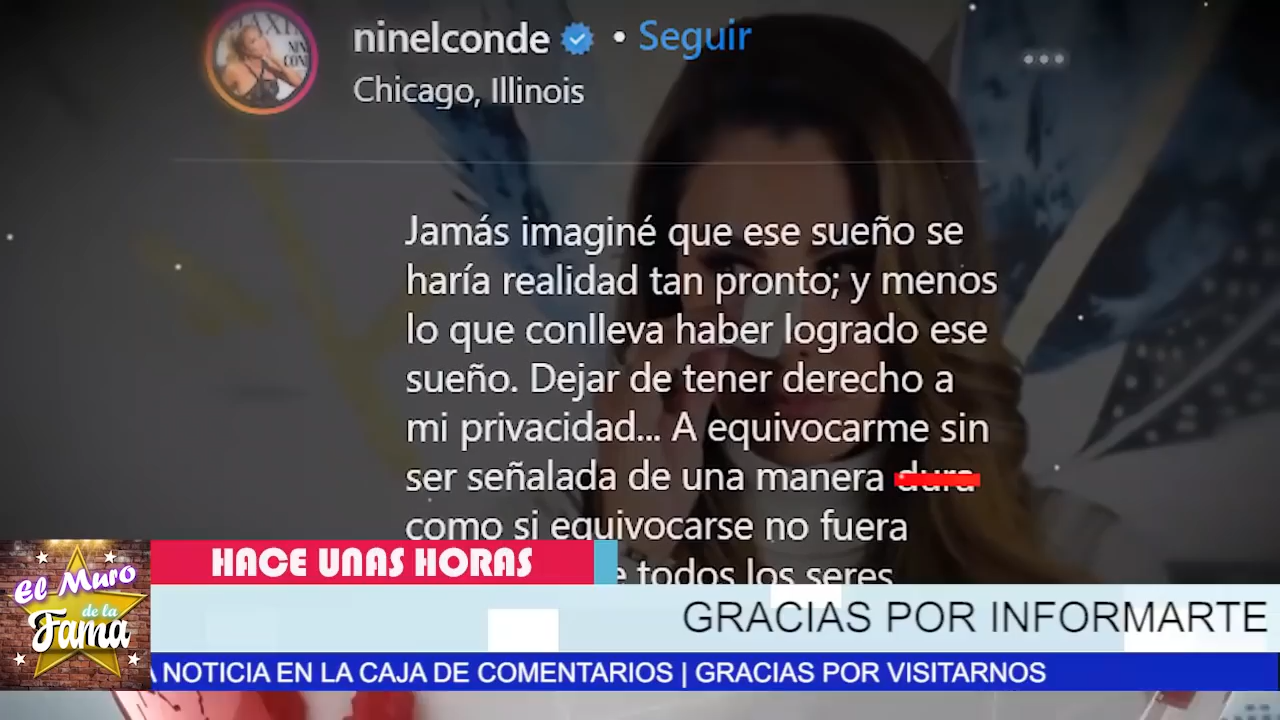 ninelconde • Seguir
Chicago, Illinois
Jamás imaginé que ese sueño se
haría realidad tan pronto; y menos
lo que conlleva haber logrado ese
sueño. Dejar de tener derecho a
mi privacidad... A equivocarme sin
ser señalada de una manera dura
como si equivocarse no fuera
todos los seres
HACE UNAS HORAS
El Muro
de la
Fama
GRACIAS POR INFORMARTE
NOTICIA EN LA CAJA DE COMENTARIOS | GRACIAS POR VISITARNOS